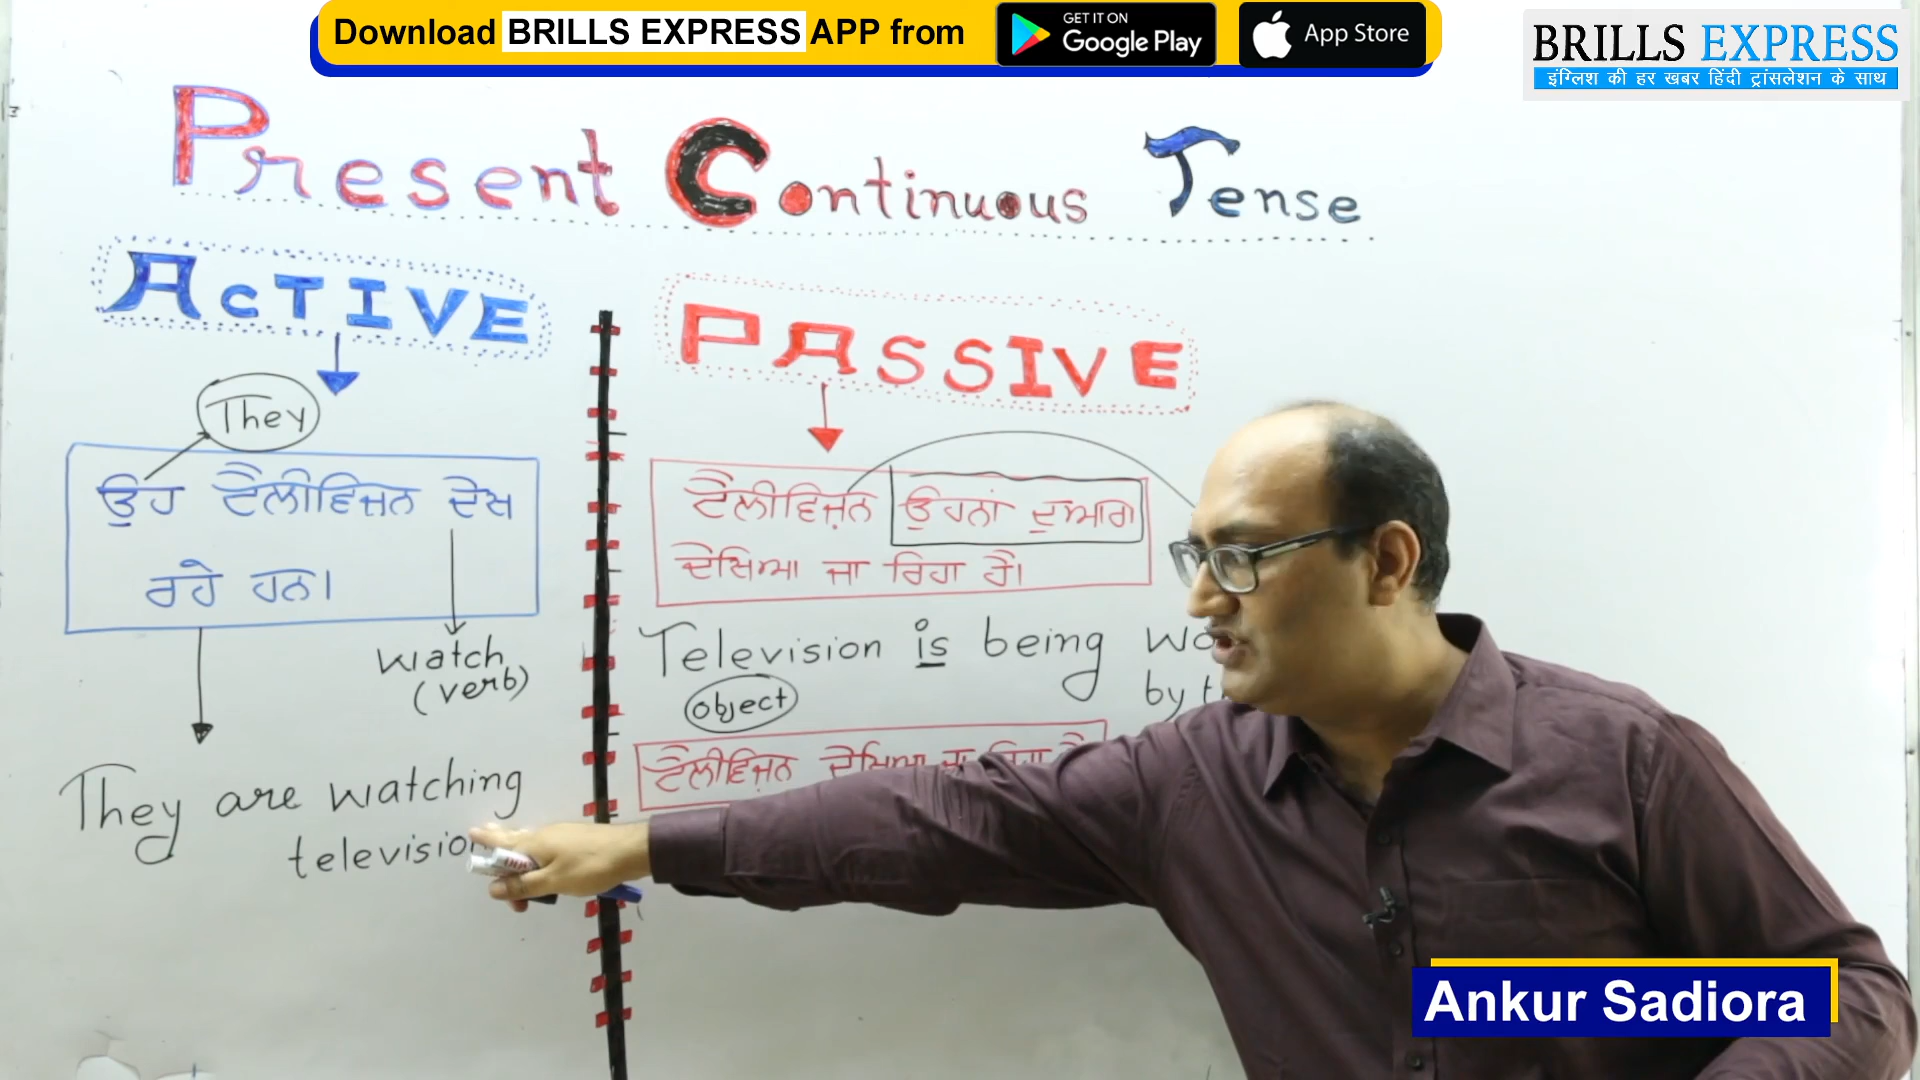 Download BRILLS EXPRESS APP from
GET IT ON
Google Play
App Store
BRILLS EXPRESS
इंग्लिश की हर खबर हिंदी ट्रांसलेशन के साथ
Present Continuous Tense
ACTIVE
They
ਉਹ ਟੈਲੀਵਿਜ਼ਨ ਦੇਖ
ਰਹੇ ਹਨ।
watch
(verb)
They are watching
television
PASSIVE
ਟੈਲੀਵਿਜ਼ਨ ਉਹਨਾਂ ਦੁਆਰਾ
ਦੇਖਿਆ ਜਾ ਰਿਹਾ ਹੈ।
Television is being
by
object
ਟੈਲੀਵਿਜ਼ਨ ਦੇਖਿਆ ਜਾ ਰਿਹਾ ਹੈ
Ankur Sadiora